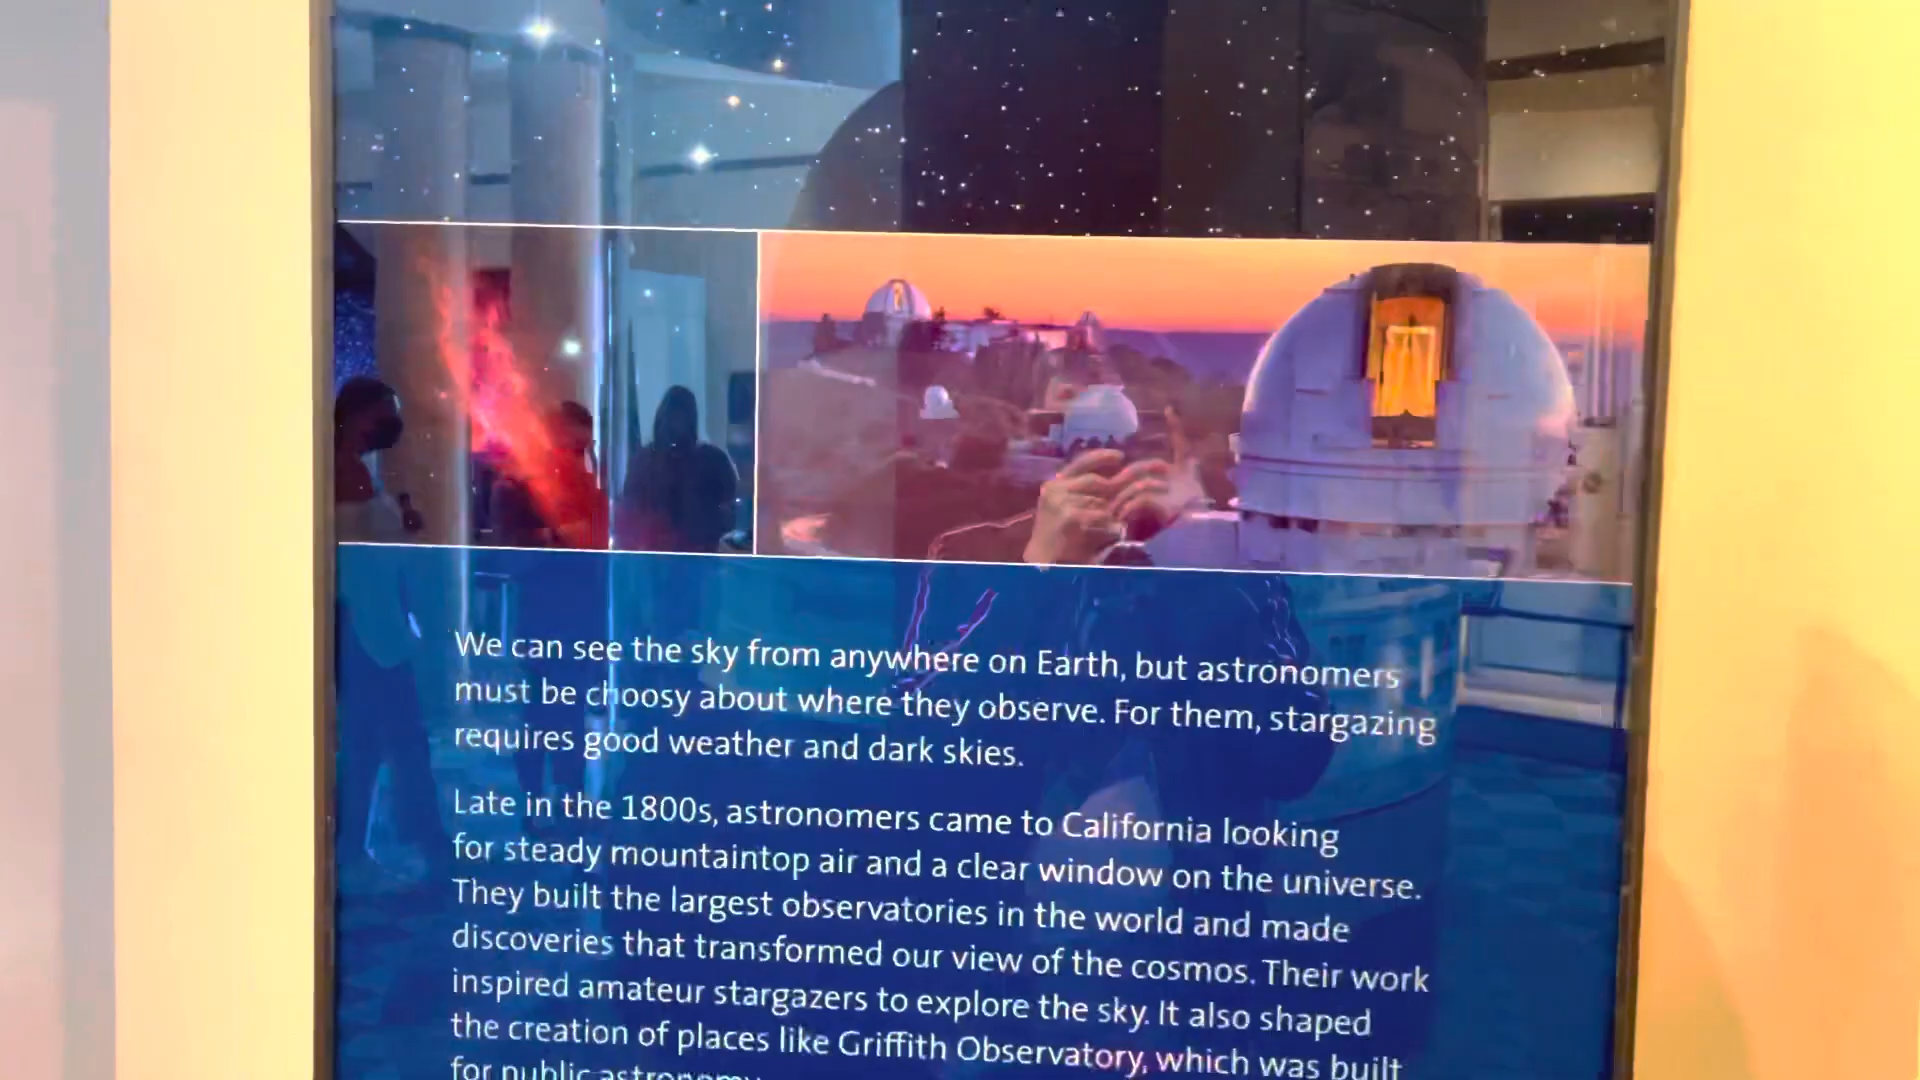 We can see the sky from anywhere on Earth, but astronomers
must be choosy about where they observe. For them, stargazing
requires good weather and dark skies.
Late in the 1800s, astronomers came to California looking
for steady mountaintop air and a clear window on the universe.
They built the largest observatories in the world and made
discoveries that transformed our view of the cosmos. Their work
inspired amateur stargazers to explore the sky. It also shaped
the creation of places like Griffith Observatory, which was built
for public astronomy.